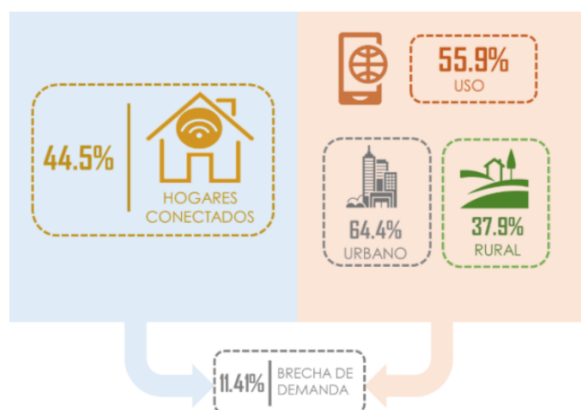 44.5%
HOGARES
CONECTADOS
55.9%
USO
64.4%
URBANO
37.9%
RURAL
11.41%
BRECHA DE
DEMANDA